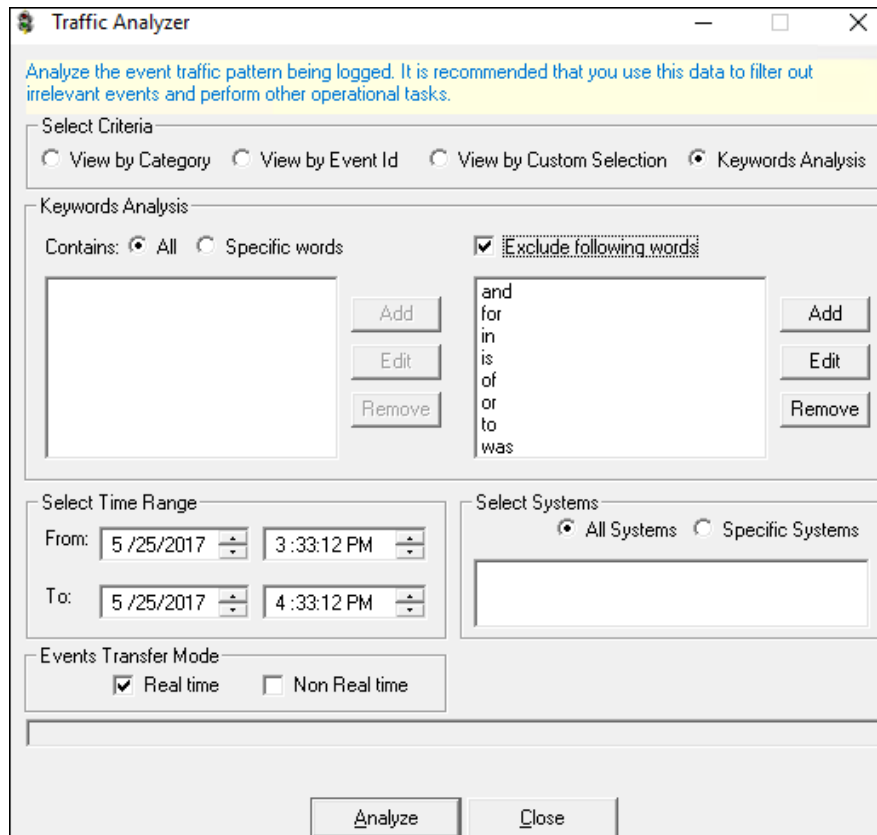 Traffic Analyzer
Analyze the event traffic pattern being logged. It is recommended that you use this data to filter out
irrelevant events and perform other operational tasks.
Select Criteria
View by Category View by Event Id View by Custom Selection Keywords Analysis
Keywords Analysis
Contains: All Specific words Exclude following words
and
for
in
is
of
or
to
was
Add
Edit
Remove
Add
Edit
Remove
Select Time Range
From: 5/25/2017 3:33:12 PM
To: 5/25/2017 4:33:12 PM
Select Systems
All Systems Specific Systems
Events Transfer Mode
Real time Non Real time
Analyze Close